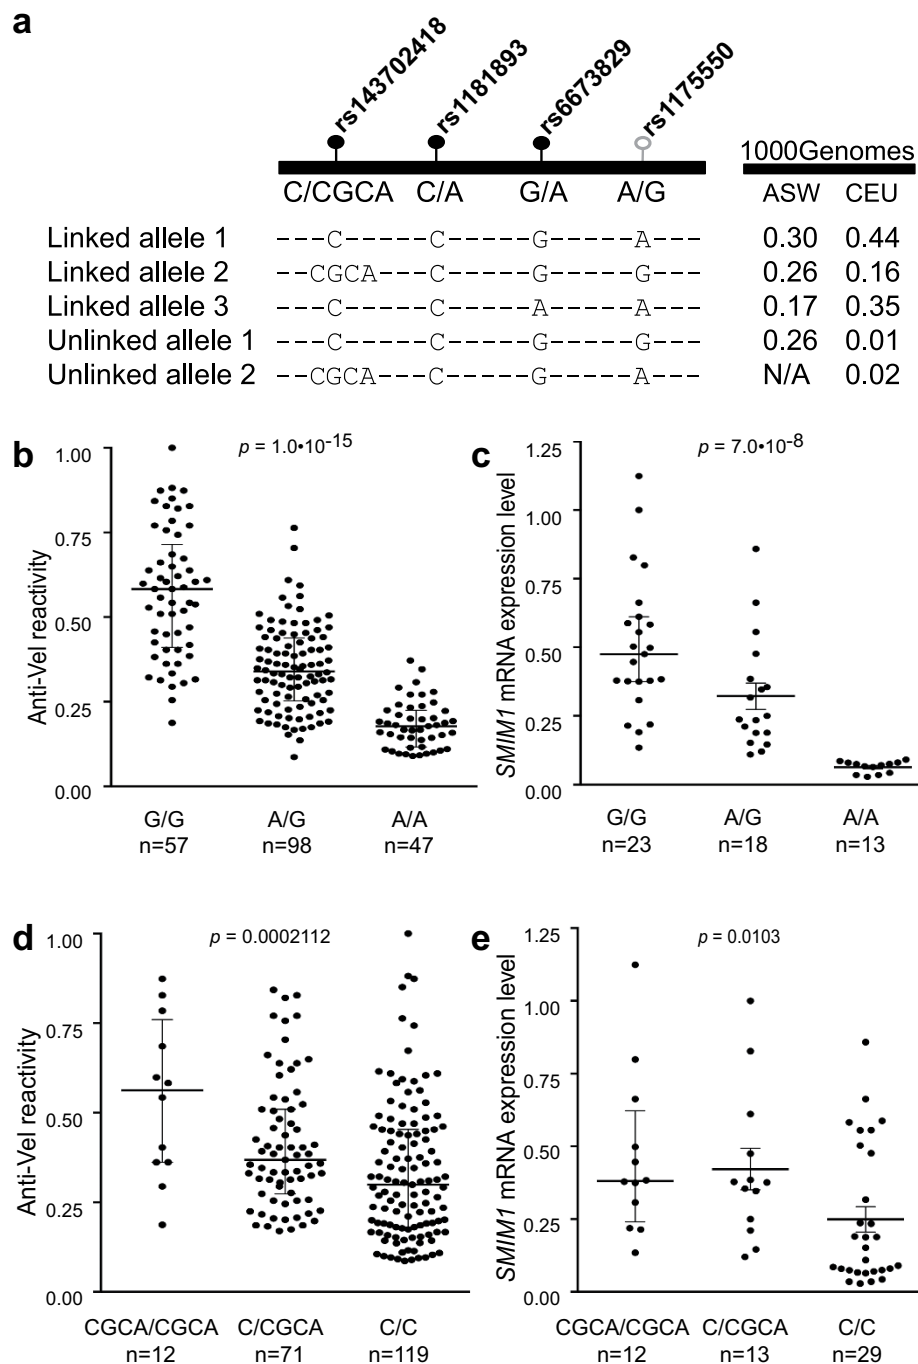 a
rs143702418
rs1181893
rs6673829
rs1175550
1000Genomes
C/CGCA C/A G/A A/G ASW CEU
Linked allele 1 ---C----C----G----A--- 0.30 0.44
Linked allele 2 --CGCA--C----G----G--- 0.26 0.16
Linked allele 3 ---C----C----A----A--- 0.17 0.35
Unlinked allele 1 ---C----C----G----G--- 0.26 0.01
Unlinked allele 2 --CGCA--C----G----A--- N/A 0.02
b
p = 1.0•10-15
Anti-Vel reactivity
1.00
0.75
0.50
0.25
0.00
G/G A/G A/A
n=57 n=98 n=47
c
p = 7.0•10-8
SMIM1 mRNA expression level
1.25
1.00
0.75
0.50
0.25
0.00
G/G A/G A/A
n=23 n=18 n=13
d
p = 0.0002112
Anti-Vel reactivity
1.00
0.75
0.50
0.25
0.00
CGCA/CGCA C/CGCA C/C
n=12 n=71 n=119
e
p = 0.0103
SMIM1 mRNA expression level
1.25
1.00
0.75
0.50
0.25
0.00
CGCA/CGCA C/CGCA C/C
n=12 n=13 n=29